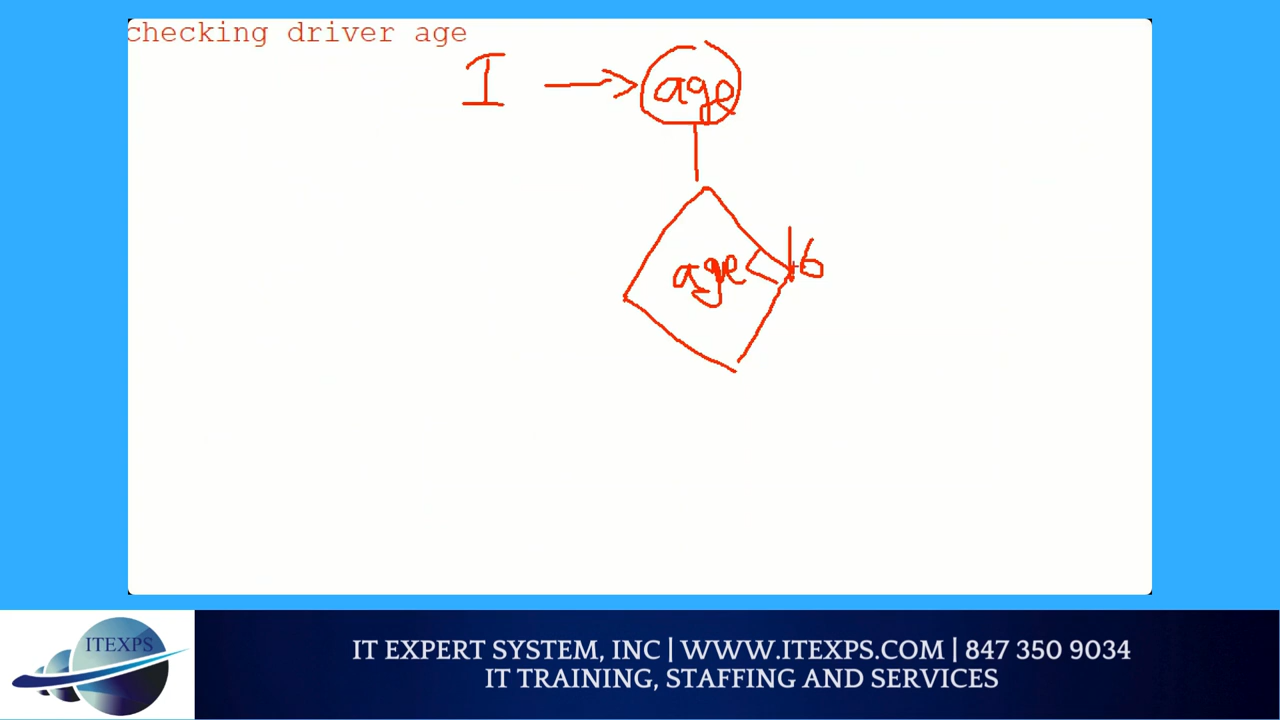 checking driver age
I age
age < 16
ITEXPS
IT EXPERT SYSTEM, INC | WWW.ITEXPS.COM | 847 350 9034
IT TRAINING, STAFFING AND SERVICES